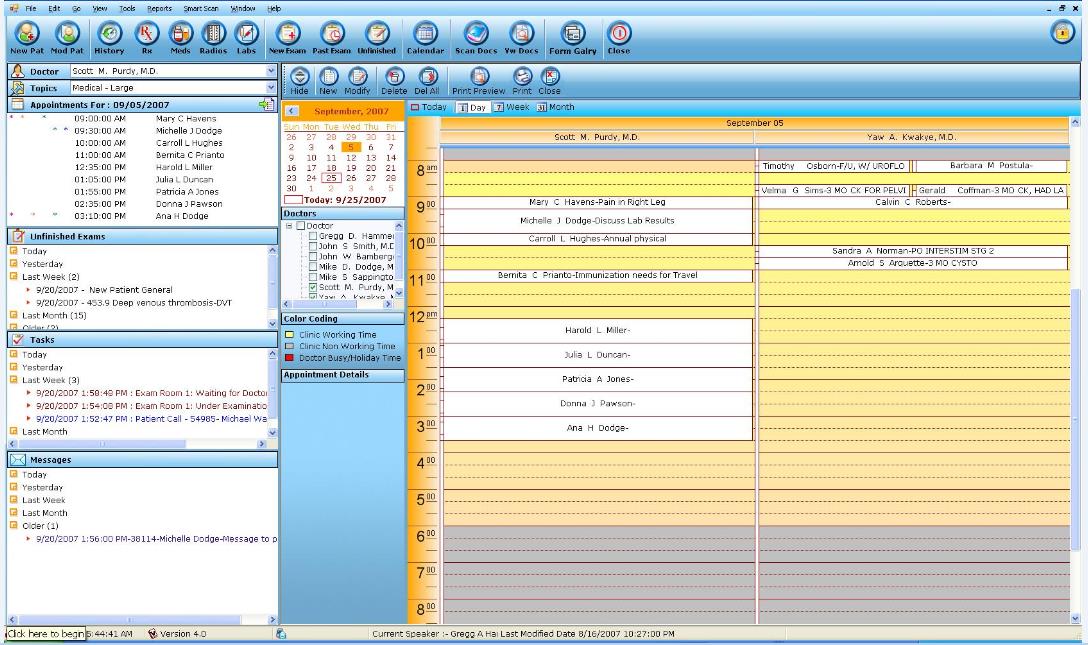 File Edit Go View Tools Reports Smart Scan Window Help
New Pat Mod Pat History Rx Meds Radios Labs New Exam Past Exam Unfinished Calendar Scan Docs Vw Docs Form Galry Close
Doctor Scott M. Purdy, M.D.
Topics Medical - Large
Appointments For : 09/05/2007
09:00:00 AM Mary C Havens
09:30:00 AM Michelle J Dodge
10:00:00 AM Carroll L Hughes
11:00:00 AM Bernita C Prianto
12:35:00 PM Harold L Miller
01:05:00 PM Julia L Duncan
01:55:00 PM Patricia A Jones
02:35:00 PM Donna J Pawson
03:10:00 PM Ana H Dodge
Unfinished Exams
Today
Yesterday
Last Week (2)
9/20/2007 - New Patient General
9/20/2007 - 453.9 Deep venous thrombosis-DVT
Last Month (15)
Older (2)
Tasks
Today
Yesterday
Last Week (3)
9/20/2007 1:58:49 PM : Exam Room 1: Waiting for Docto
9/20/2007 1:54:08 PM : Exam Room 1: Under Examinatio
9/20/2007 1:52:47 PM : Patient Call - 54985- Michael Wa
Last Month
Messages
Today
Yesterday
Last Week
Last Month
Older (1)
9/20/2007 1:56:00 PM-38114-Michelle Dodge-Message to p
Hide New Modify Delete Del All Print Preview Print Close
September, 2007
Sun Mon Tue Wed Thu Fri
26 27 28 29 30 31
2 3 4 5 6 7
9 10 11 12 13 14
16 17 18 19 20 21
23 24 25 26 27 28
30 1 2 3 4 5
Today: 9/25/2007
Doctors
Doctor
Gregg D. Hammer
John S Smith, M.D
John W Bamberg
Mike D. Dodge, M
Mike S Sappingto
Scott M. Purdy, M
Yaw A. Kwakye, M
Color Coding
Clinic Working Time
Clinic Non Working Time
Doctor Busy/Holiday Time
Appointment Details
Today Day Week Month
September 05
Scott M. Purdy, M.D. Yaw A. Kwakye, M.D.
8 am
Timothy Osborn-F/U, W/ UROFLO Barbara M Postula-
Velma G Sims-3 MO CK FOR PELVI Gerald Coffman-3 MO CK, HAD LA
9 00
Mary C Havens-Pain in Right Leg Calvin C Roberts-
Michelle J Dodge-Discuss Lab Results
Carroll L Hughes-Annual physical
10 00
Sandra A Norman-PO INTERSTIM STG 2
Arnold S Arquette-3 MO CYSTO
Bernita C Prianto-Immunization needs for Travel
11 00
12 pm
Harold L Miller-
1 00
Julia L Duncan-
Patricia A Jones-
2 00
Donna J Pawson-
3 00
Ana H Dodge-
4 00
5 00
6 00
7 00
8 00
Click here to begin 5:44:41 AM Version 4.0 Current Speaker :- Gregg A Hai Last Modified Date 8/16/2007 10:27:00 PM